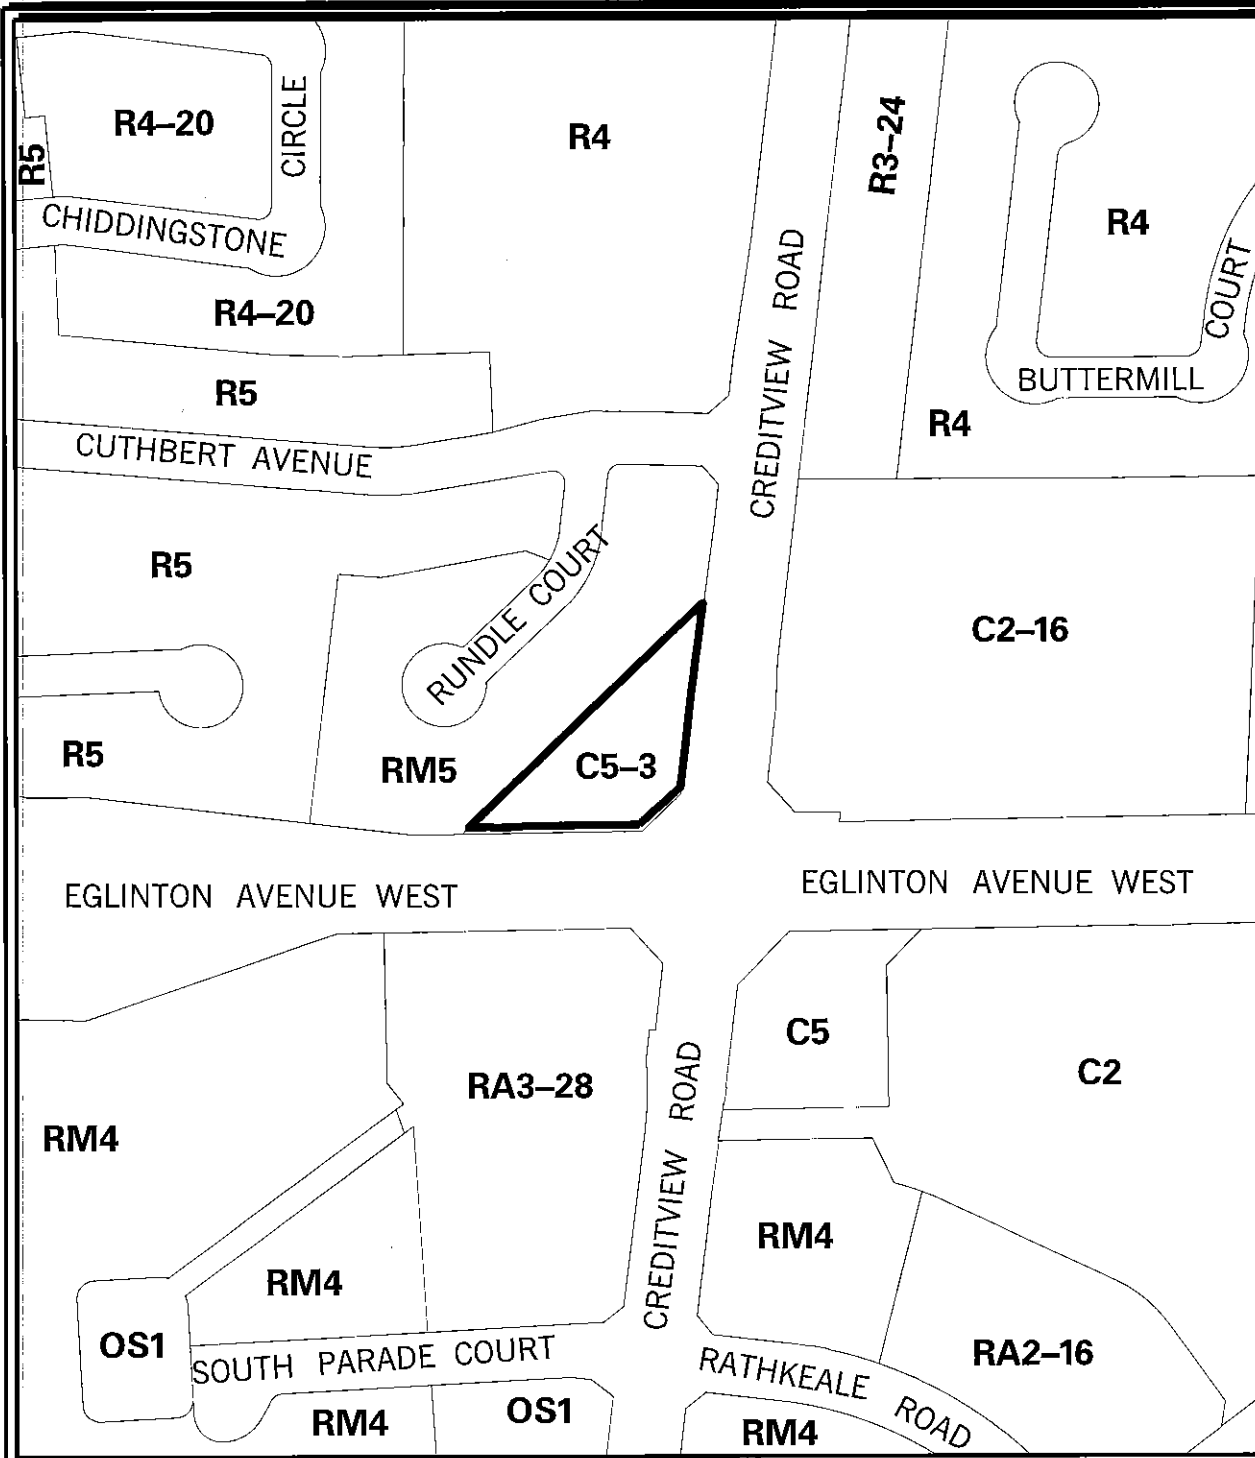 R4–20
CIRCLE
R4
R3–24
R5
R4
CHIDDINGSTONE
COURT
R4–20
CREDITVIEW ROAD
BUTTERMILL
R5
R4
CUTHBERT AVENUE
R5
RUNDLE COURT
C2–16
R5
RM5
C5–3
EGLINTON AVENUE WEST
EGLINTON AVENUE WEST
C5
RA3–28
C2
CREDITVIEW ROAD
RM4
RM4
RM4
OS1
SOUTH PARADE COURT
RATHKEALE ROAD
RA2–16
RM4
OS1
RM4